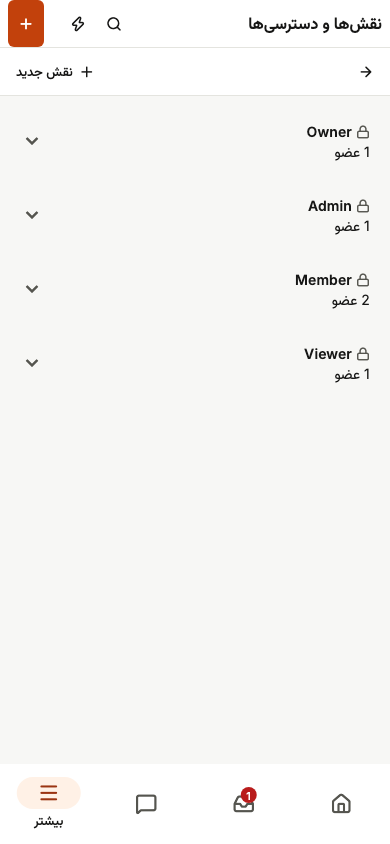 نقش‌ها و دسترسی‌ها
نقش جدید
Owner
1 عضو
Admin
1 عضو
Member
2 عضو
Viewer
1 عضو
1
بیشتر